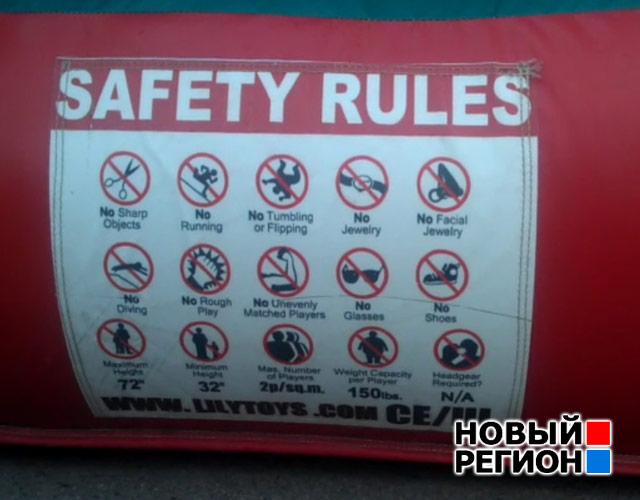 SAFETY RULES
No Sharp Objects
No Running
No Tumbling or Flipping
No Jewelry
No Facial Jewelry
No Diving
No Rough Play
No Unevenly Matched Players
No Glasses
No Shoes
Maximum Height 72"
Minimum Height 32"
Max. Number of Players 2p/sq.m.
Weight Capacity per Player 150lbs.
Headgear Required? N/A
WWW. LILYTOYS .COM CE/
НОВЫЙ
РЕГИОН